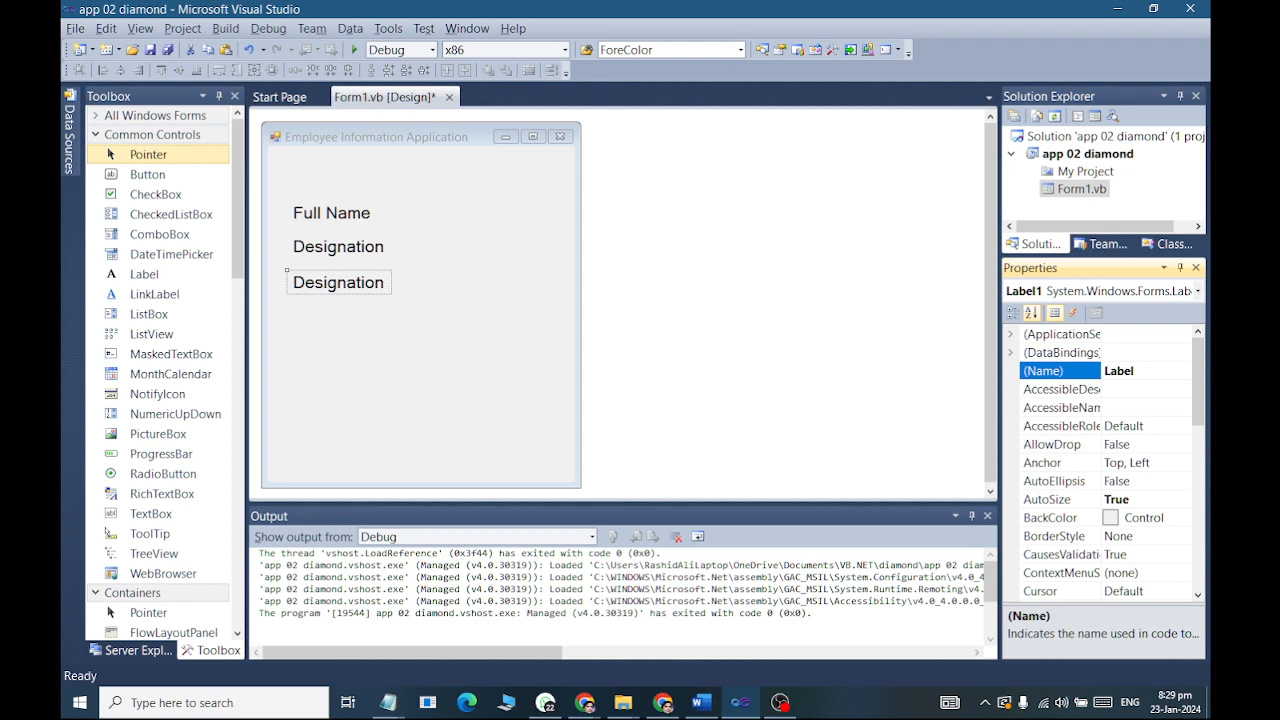 app 02 diamond - Microsoft Visual Studio
File Edit View Project Build Debug Team Data Tools Test Window Help
Debug x86 ForeColor
Toolbox
Start Page Form1.vb [Design]*
Solution Explorer
Data Sources
All Windows Forms
Common Controls
Pointer
Button
CheckBox
CheckedListBox
ComboBox
DateTimePicker
Label
LinkLabel
ListBox
ListView
MaskedTextBox
MonthCalendar
NotifyIcon
NumericUpDown
PictureBox
ProgressBar
RadioButton
RichTextBox
TextBox
ToolTip
TreeView
WebBrowser
Containers
Pointer
FlowLayoutPanel
Server Expl... Toolbox
Employee Information Application
Full Name
Designation
Designation
Output
Show output from: Debug
The thread 'vshost.LoadReference' (0x3f44) has exited with code 0 (0x0).
'app 02 diamond.vshost.exe' (Managed (v4.0.30319)): Loaded 'C:\Users\RashidAliLaptop\OneDrive\Documents\VB.NET\diamond\app 02 diam
'app 02 diamond.vshost.exe' (Managed (v4.0.30319)): Loaded 'C:\WINDOWS\Microsoft.Net\assembly\GAC_MSIL\System.Configuration\v4.0_4
'app 02 diamond.vshost.exe' (Managed (v4.0.30319)): Loaded 'C:\WINDOWS\Microsoft.Net\assembly\GAC_MSIL\System.Runtime.Remoting\v4.
'app 02 diamond.vshost.exe' (Managed (v4.0.30319)): Loaded 'C:\WINDOWS\Microsoft.Net\assembly\GAC_MSIL\Accessibility\v4.0_4.0.0.0_
The program '[19544] app 02 diamond.vshost.exe: Managed (v4.0.30319)' has exited with code 0 (0x0).
Solution 'app 02 diamond' (1 proj
app 02 diamond
My Project
Form1.vb
Soluti... Team... Class...
Properties
Label1 System.Windows.Forms.Lab
(ApplicationSe
(DataBindings)
(Name) Label
AccessibleDesc
AccessibleNam
AccessibleRole Default
AllowDrop False
Anchor Top, Left
AutoEllipsis False
AutoSize True
BackColor Control
BorderStyle None
CausesValidati True
ContextMenuS (none)
Cursor Default
(Name)
Indicates the name used in code to...
Ready
Type here to search
ENG
8:29 pm
23-Jan-2024